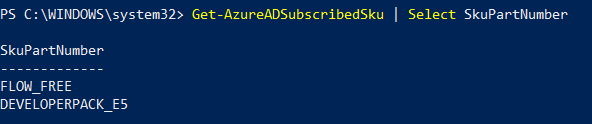 PS C:\WINDOWS\system32> Get-AzureADSubscribedSku | Select SkuPartNumber
SkuPartNumber
-------------
FLOW_FREE
DEVELOPERPACK_E5